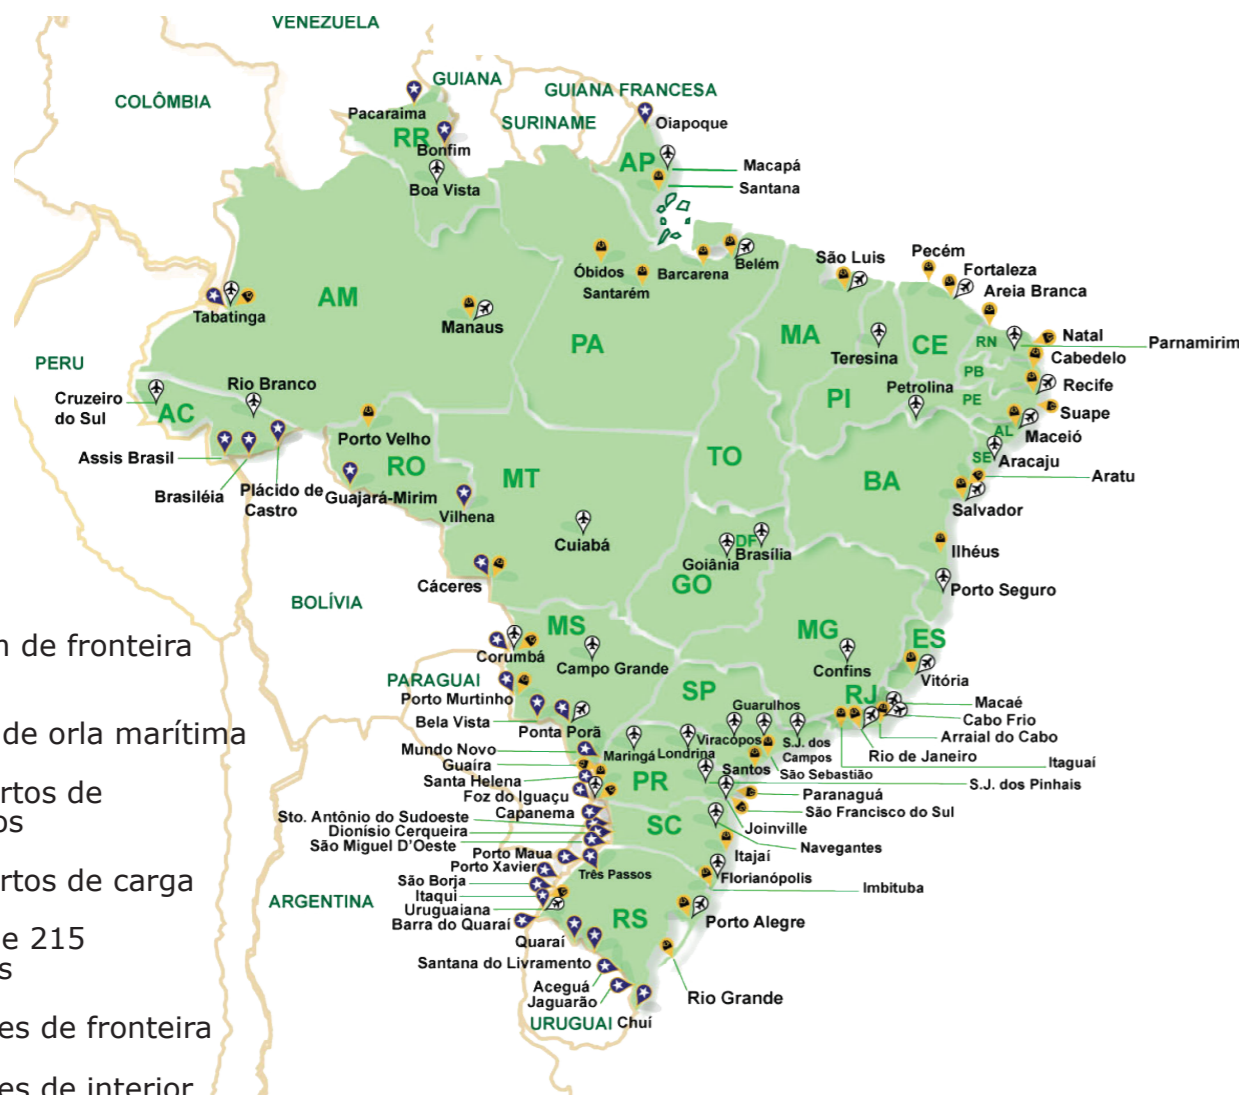 VENEZUELA
COLÔMBIA
GUIANA
GUIANA FRANCESA
SURINAME
Pacaraima
RR
Bonfim
Boa Vista
Oiapoque
AP
Macapá
Santana
Óbidos
Santarém
Barcarena
Belém
São Luis
Pecém
Fortaleza
Areia Branca
Tabatinga
AM
Manaus
PA
MA
Teresina
CE
RN
Natal
Parnamirim
Cabedelo
PB
Recife
PERU
Cruzeiro
do Sul
Rio Branco
AC
Petrolina
PI
PE
Suape
AL
Maceió
Porto Velho
Assis Brasil
Brasiléia
Plácido de
Castro
RO
Guajará-Mirim
Vilhena
MT
TO
BA
SE
Aracaju
Aratu
Salvador
Cuiabá
Goiânia
DF
Brasília
Ilhéus
Cáceres
GO
Porto Seguro
BOLÍVIA
MS
Corumbá
Campo Grande
MG
Confins
ES
Vitória
PARAGUAI
Porto Murtinho
Bela Vista
Ponta Porã
SP
Guarulhos
Viracopos
S.J. dos
Campos
RJ
Macaé
Cabo Frio
Arraial do Cabo
Rio de Janeiro
Itaguaí
Mundo Novo
Guaíra
Santa Helena
Foz do Iguaçu
Maringá
Londrina
Santos
São Sebastião
PR
S.J. dos Pinhais
Paranaguá
São Francisco do Sul
Capanema
Sto. Antônio do Sudoeste
Dionísio Cerqueira
São Miguel D'Oeste
SC
Joinville
Navegantes
Itajaí
Porto Maua
Porto Xavier
Três Passos
Florianópolis
Imbituba
São Borja
Itaqui
Uruguaiana
Barra do Quaraí
ARGENTINA
RS
Porto Alegre
Quaraí
Santana do Livramento
Aceguá
Jaguarão
Rio Grande
URUGUAI
Chuí
m de fronteira
de orla marítima
rtos de
os
rtos de carga
e 215
s
es de fronteira
es de interior